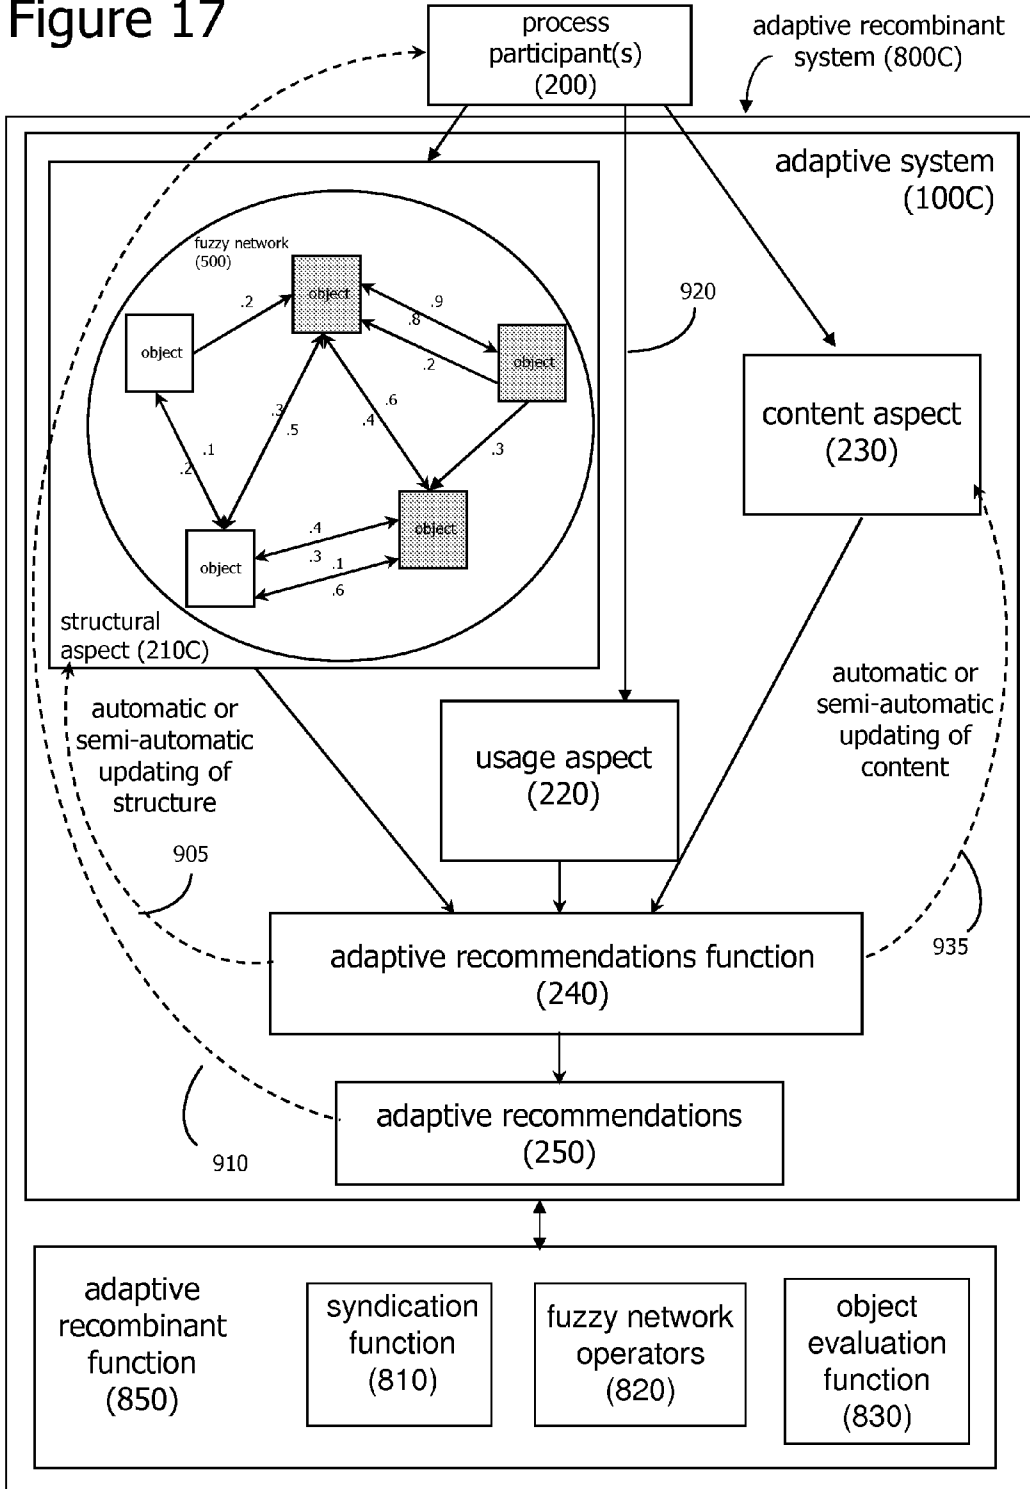 Figure 17
process
participant(s)
(200)
adaptive recombinant
system (800C)
adaptive system
(100C)
fuzzy network
(500)
object
.2
.9
.8
object
object
.2
920
.3
.5
.6
.4
.3
.1
.2
content aspect
(230)
object
.4
.3
.1
.6
object
structural
aspect (210C)
automatic or
semi-automatic
updating of
structure
usage aspect
(220)
automatic or
semi-automatic
updating of
content
905
935
adaptive recommendations function
(240)
adaptive recommendations
(250)
910
adaptive
recombinant
function
(850)
syndication
function
(810)
fuzzy network
operators
(820)
object
evaluation
function
(830)